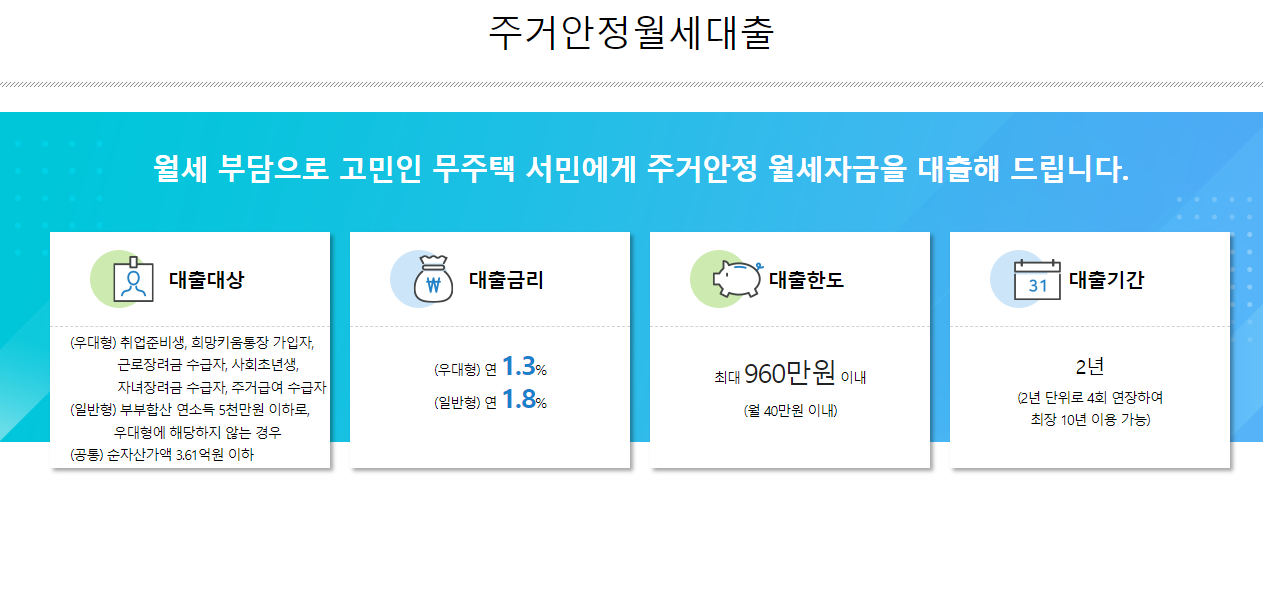 주거안정월세대출
월세 부담으로 고민인 무주택 서민에게 주거안정 월세자금을 대출해 드립니다.
대출대상
(우대형) 취업준비생, 희망키움통장 가입자,
근로장려금 수급자, 사회초년생,
자녀장려금 수급자, 주거급여 수급자
(일반형) 부부합산 연소득 5천만원 이하로,
우대형에 해당하지 않는 경우
(공통) 순자산가액 3.61억원 이하
대출금리
(우대형) 연 1.3%
(일반형) 연 1.8%
대출한도
최대 960만원 이내
(월 40만원 이내)
31
대출기간
2년
(2년 단위로 4회 연장하여
최장 10년 이용 가능)